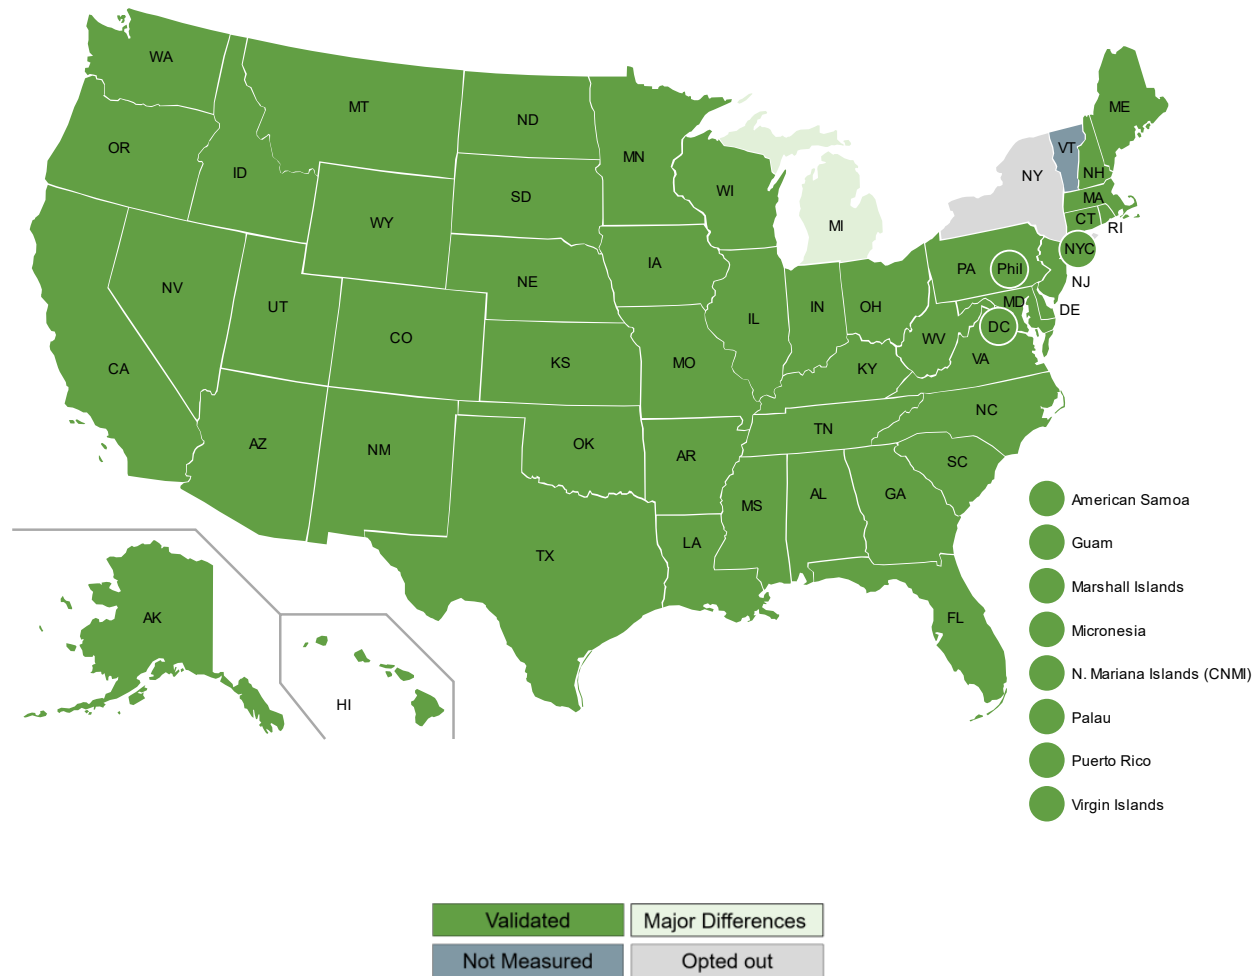 WA
MT
ND
MN
ME
OR
ID
SD
WI
VT
NH
NY
MA
CT
RI
WY
MI
NYC
IA
PA
Phil
NJ
NE
NV
UT
CO
IL
IN
OH
MD
DE
DC
WV
VA
CA
KS
MO
KY
NC
TN
AZ
NM
OK
AR
SC
MS
AL
GA
American Samoa
LA
TX
Guam
Marshall Islands
AK
FL
Micronesia
N. Mariana Islands (CNMI)
HI
Palau
Puerto Rico
Virgin Islands
Validated
Major Differences
Not Measured
Opted out